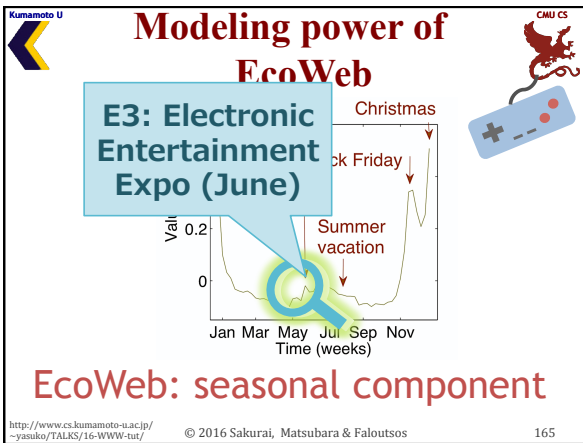 Kumamoto U
CMU CS
Modeling power of
EcoWeb
E3: Electronic
Entertainment
Expo (June)
Christmas
ck Friday
Summer
vacation
Valu
0.2
0
Jan Mar May Jul Sep Nov
Time (weeks)
EcoWeb: seasonal component
http://www.cs.kumamoto-u.ac.jp/
~yasuko/TALKS/16-WWW-tut/
© 2016 Sakurai, Matsubara & Faloutsos
165